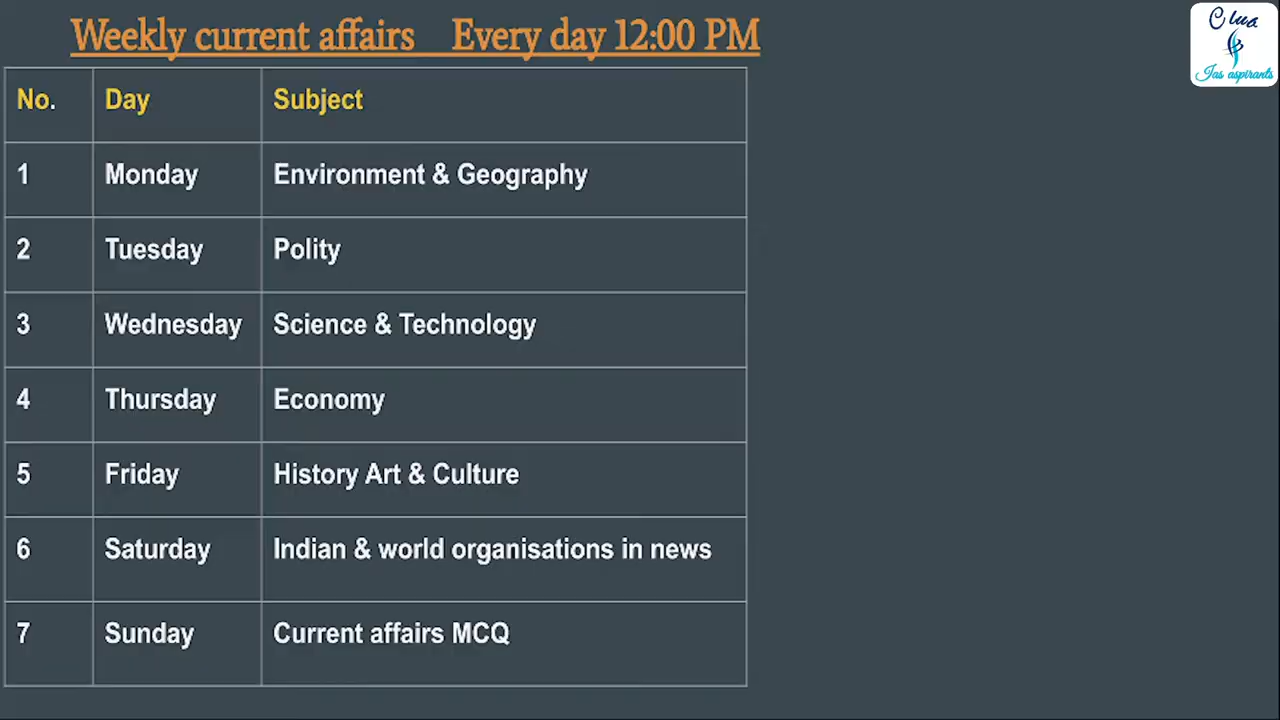 Weekly current affairs Every day 12:00 PM
No. Day Subject
1 Monday Environment & Geography
2 Tuesday Polity
3 Wednesday Science & Technology
4 Thursday Economy
5 Friday History Art & Culture
6 Saturday Indian & world organisations in news
7 Sunday Current affairs MCQ
Ias aspirants